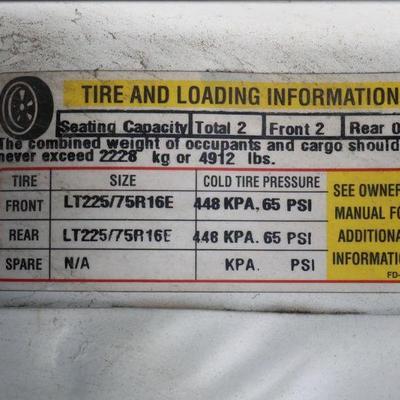 TIRE AND LOADING INFORMATION
Seating Capacity Total 2 Front 2 Rear 0
The combined weight of occupants and cargo should
never exceed 2228 kg or 4912 lbs.
TIRE SIZE COLD TIRE PRESSURE
FRONT LT225/75R16E 448 KPA, 65 PSI
REAR LT225/75R16E 448 KPA, 65 PSI
SPARE N/A KPA, PSI
SEE OWNER
MANUAL FO
ADDITIONA
INFORMATION
FD-